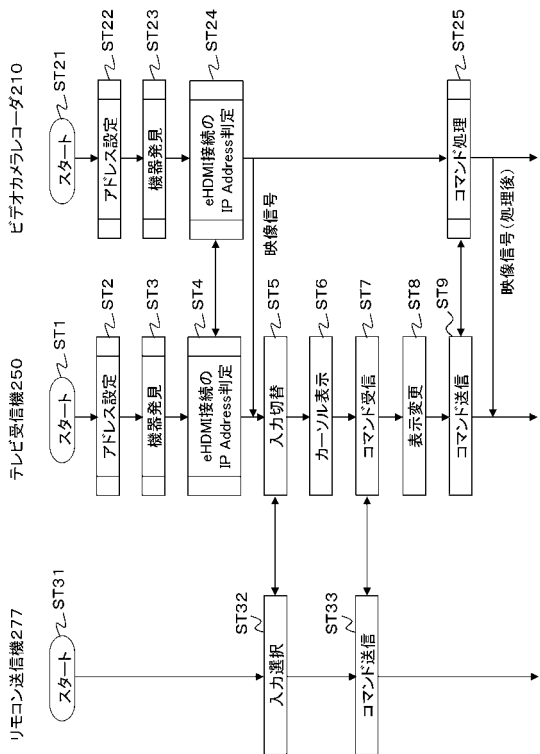 リモコン送信機277
スタート
ST31
入力選択
ST32
コマンド送信
ST33
テレビ受信機250
スタート
ST1
アドレス設定
ST2
機器発見
ST3
eHDMI接続の
IP Address判定
ST4
入力切替
ST5
カーソル表示
ST6
コマンド受信
ST7
表示変更
ST8
コマンド送信
ST9
ビデオカメラレコーダ210
スタート
ST21
アドレス設定
ST22
機器発見
ST23
eHDMI接続の
IP Address判定
ST24
映像信号
コマンド処理
ST25
映像信号(処理後)